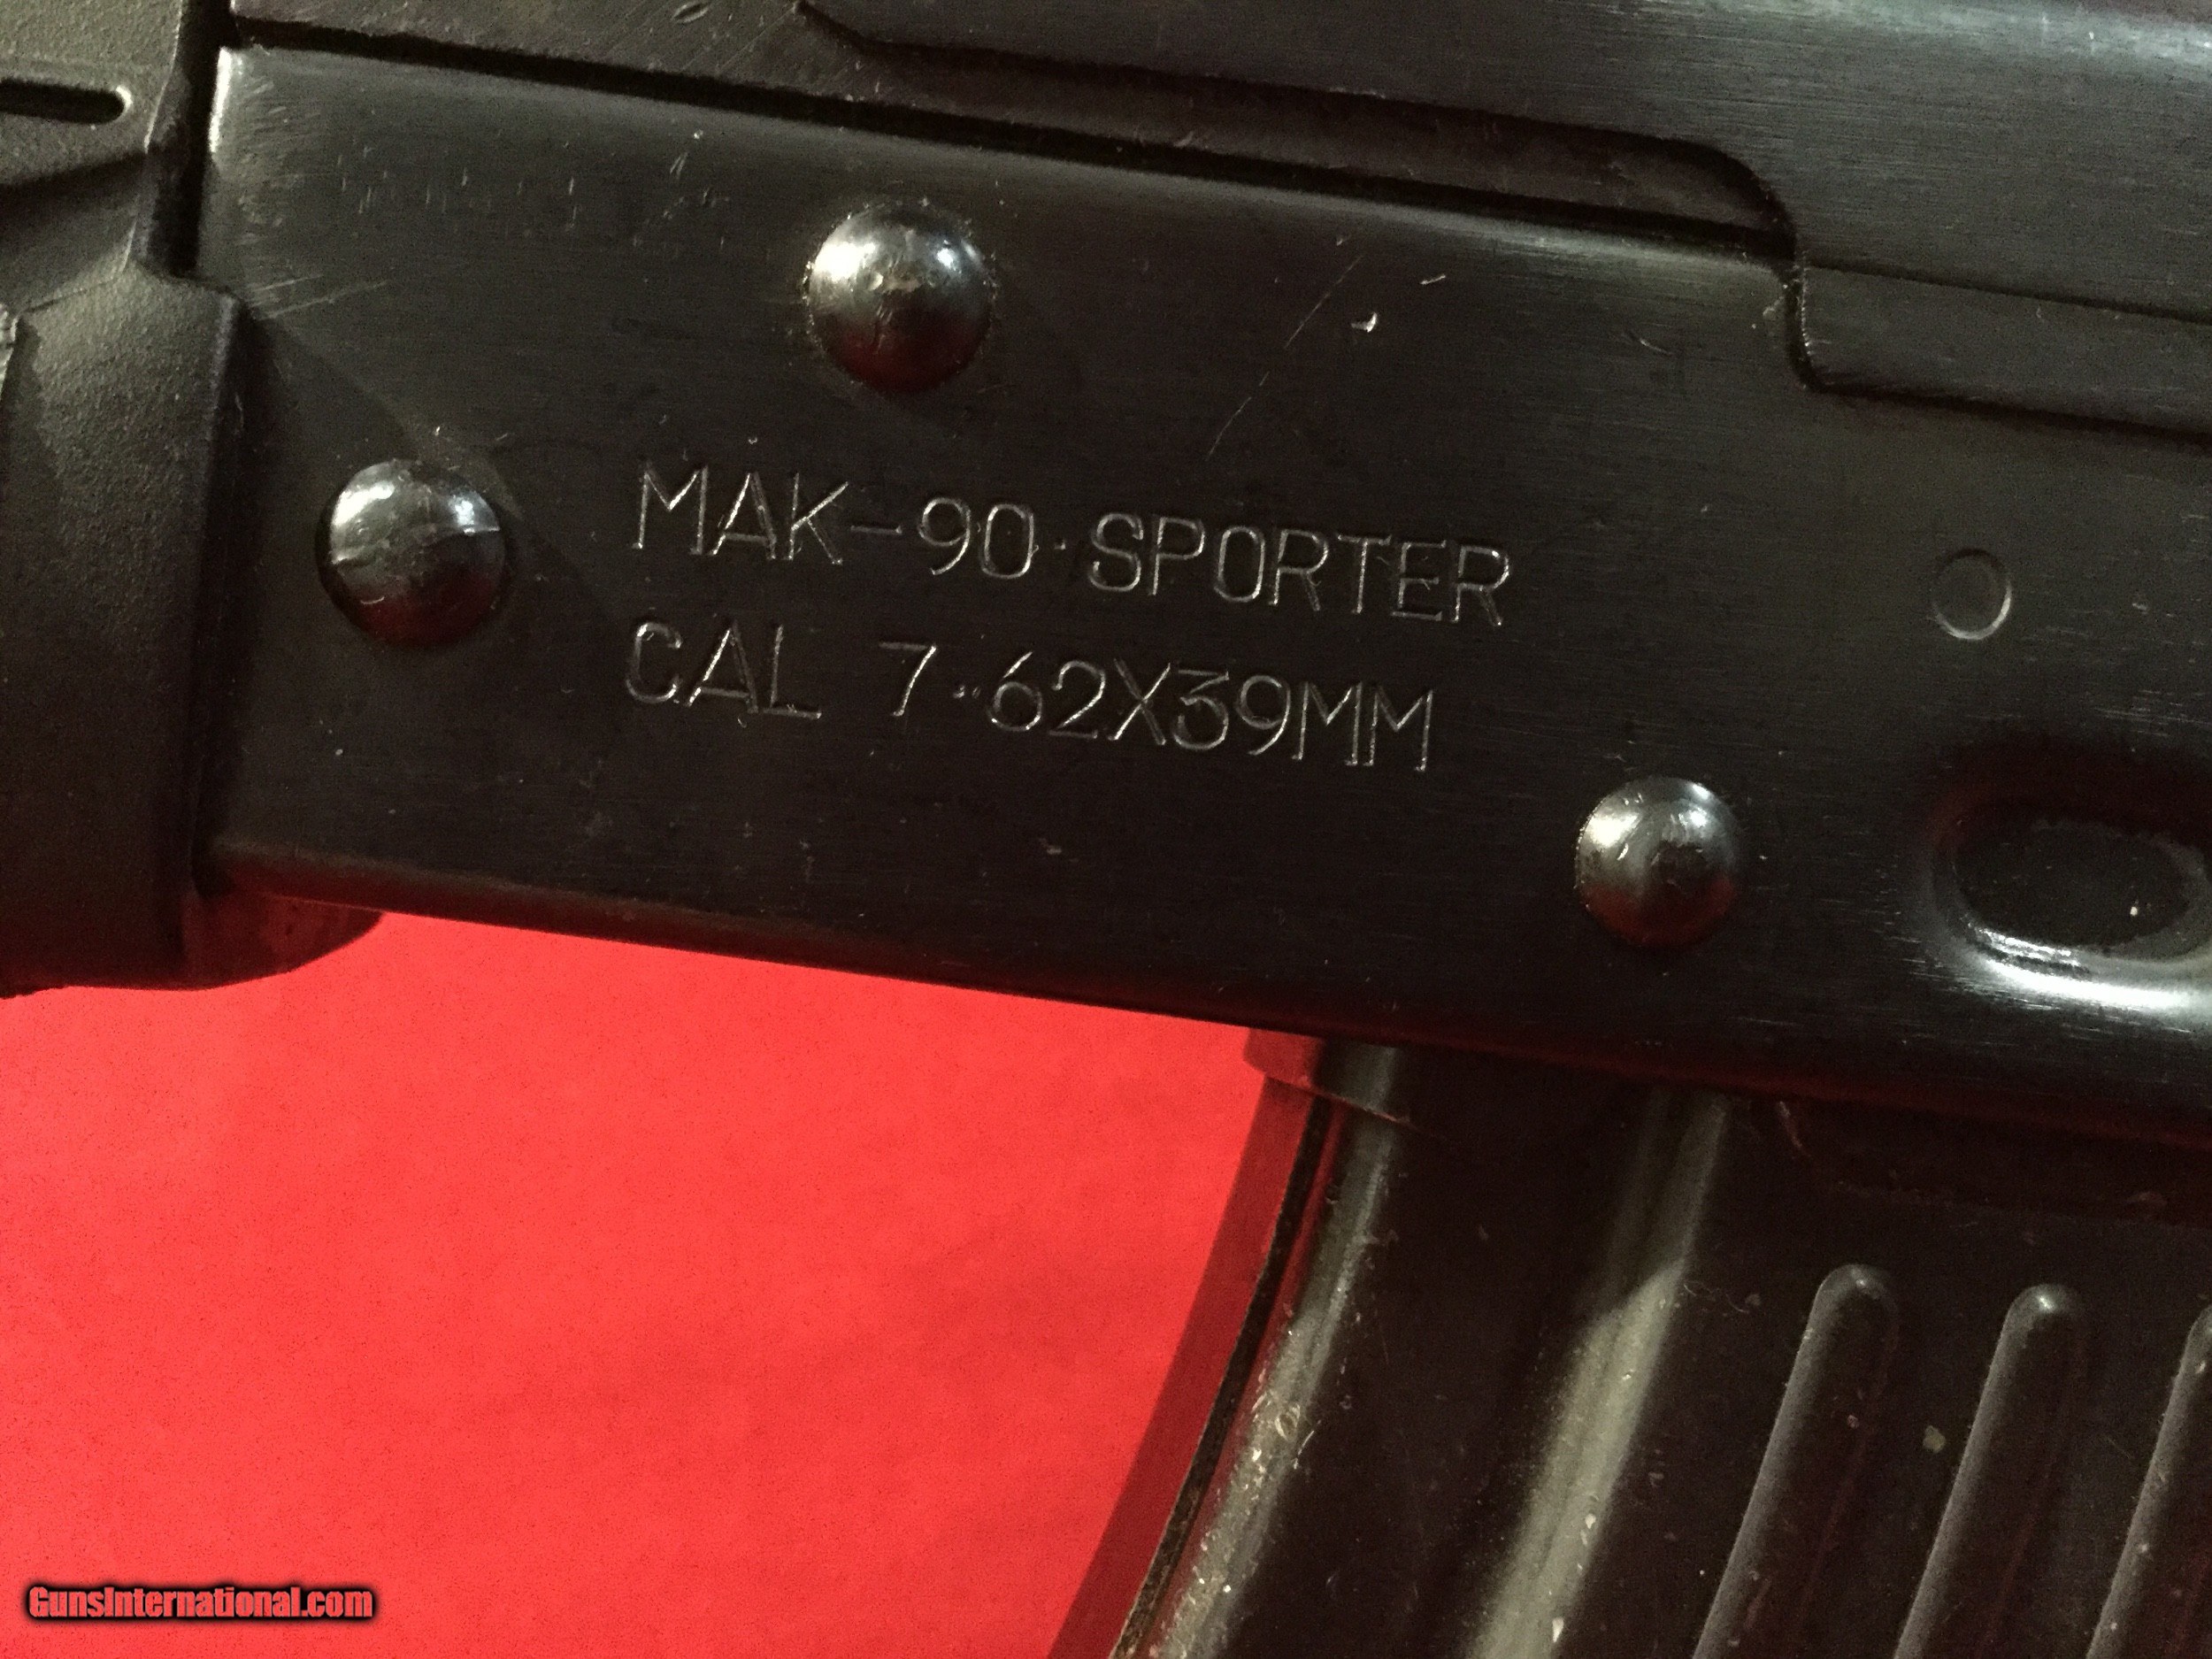 MAK-90·SPORTER
CAL 7·62X39MM
GunsInternational.com